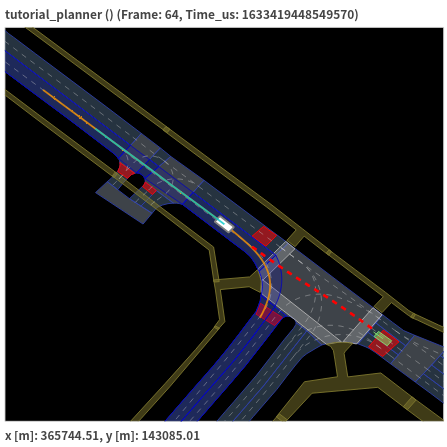 tutorial_planner () (Frame: 64, Time_us: 1633419448549570)
x [m]: 365744.51, y [m]: 143085.01